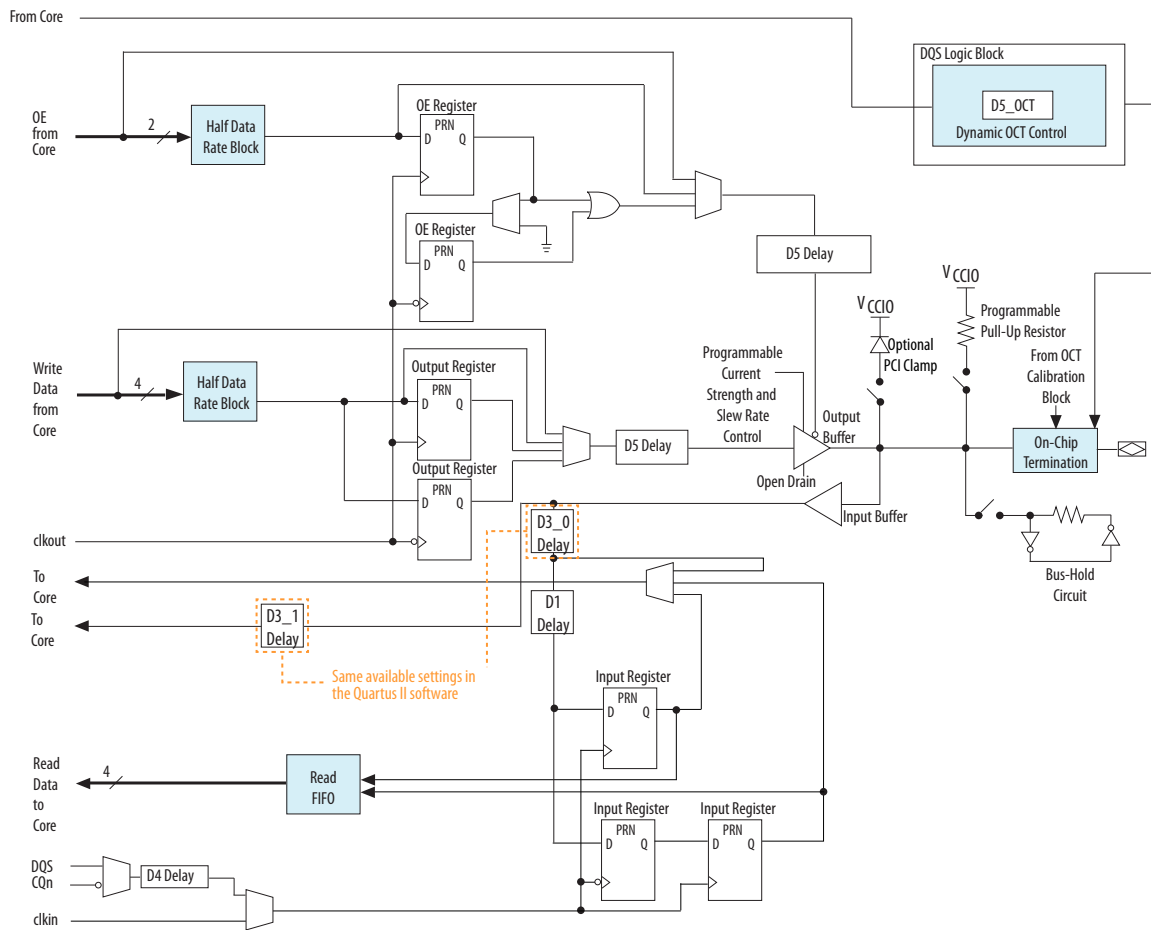 From Core
DQS Logic Block
D5_OCT
Dynamic OCT Control
OE
from
Core
2
Half Data
Rate Block
OE Register
PRN
D Q
OE Register
PRN
D Q
D5 Delay
VCCIO
Programmable
Pull-Up Resistor
VCCIO
Optional
PCI Clamp
From OCT
Calibration
Block
On-Chip
Termination
Write
Data
from
Core
4
Half Data
Rate Block
Output Register
PRN
D Q
Output Register
PRN
D Q
D5 Delay
Programmable
Current
Strength and
Slew Rate
Control
Output
Buffer
Open Drain
Input Buffer
Bus-Hold
Circuit
clkout
To
Core
To
Core
D3_0
Delay
D1
Delay
D3_1
Delay
Same available settings in
the Quartus II software
Input Register
PRN
D Q
Read
Data
to
Core
4
Read
FIFO
Input Register
PRN
D Q
Input Register
PRN
D Q
DQS
CQn
D4 Delay
clkin